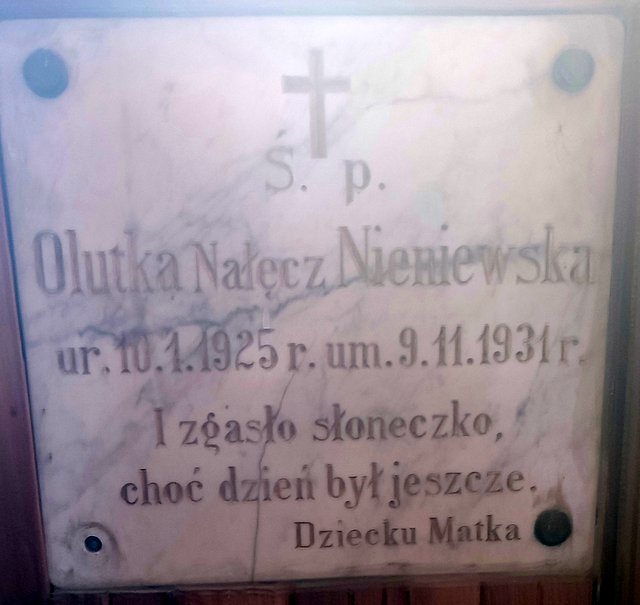 Ś. p.
Olutka Nałęcz Nieniewska
ur. 10.1.1925 r. um. 9.11.1931 r.
I zgasło słoneczko,
choć dzień był jeszcze.
Dziecku Matka